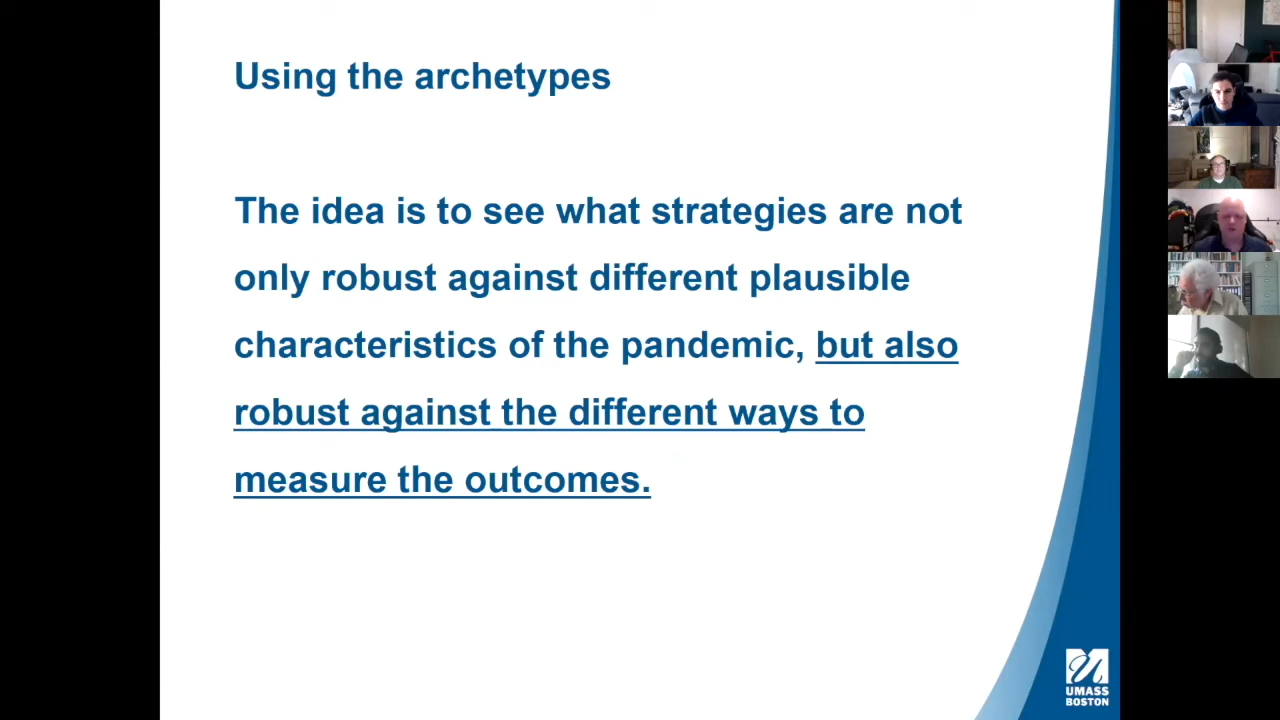 Using the archetypes
The idea is to see what strategies are not
only robust against different plausible
characteristics of the pandemic, but also
robust against the different ways to
measure the outcomes.
UMASS
BOSTON